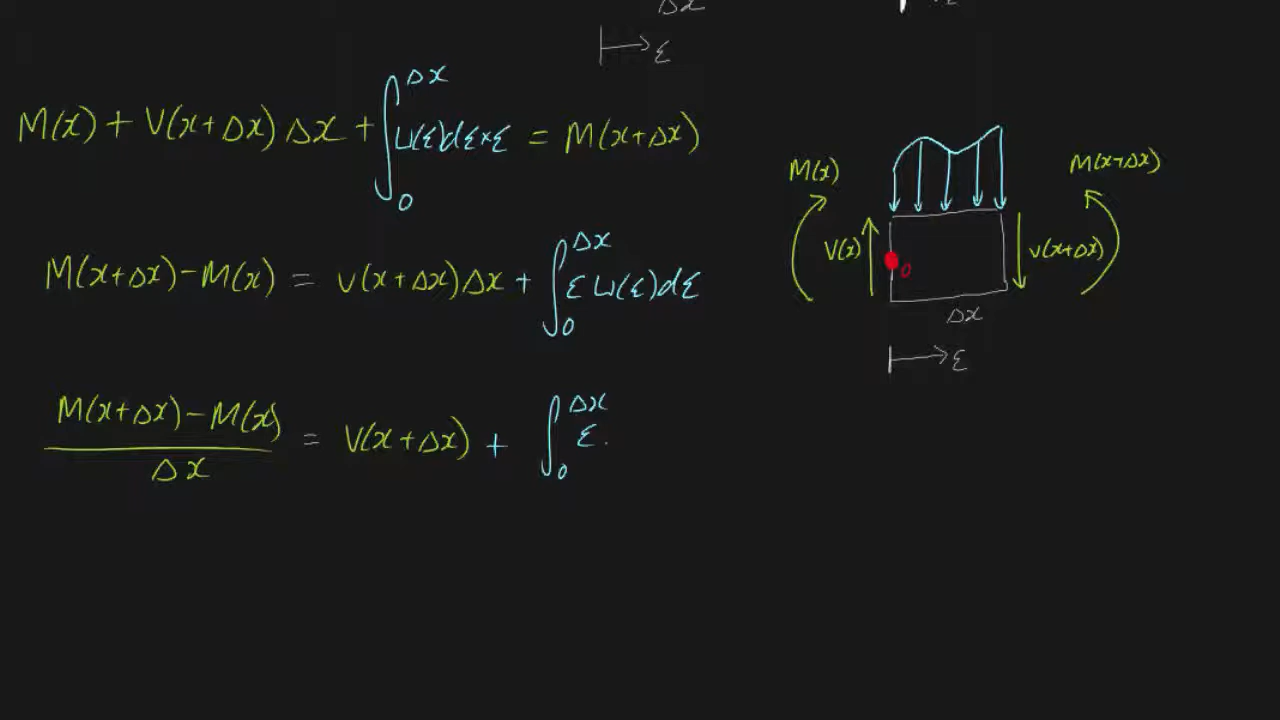 Δx
ε
M(x) + V(x+Δx) Δx + ∫₀^Δx w(ε)dε×ε = M(x+Δx)
M(x+Δx) − M(x) = V(x+Δx)Δx + ∫₀^Δx ε w(ε)dε
M(x+Δx) − M(x)
Δx
= V(x+Δx) + ∫₀^Δx ε.
M(x)
M(x+Δx)
V(x)
V(x+Δx)
o
Δx
ε